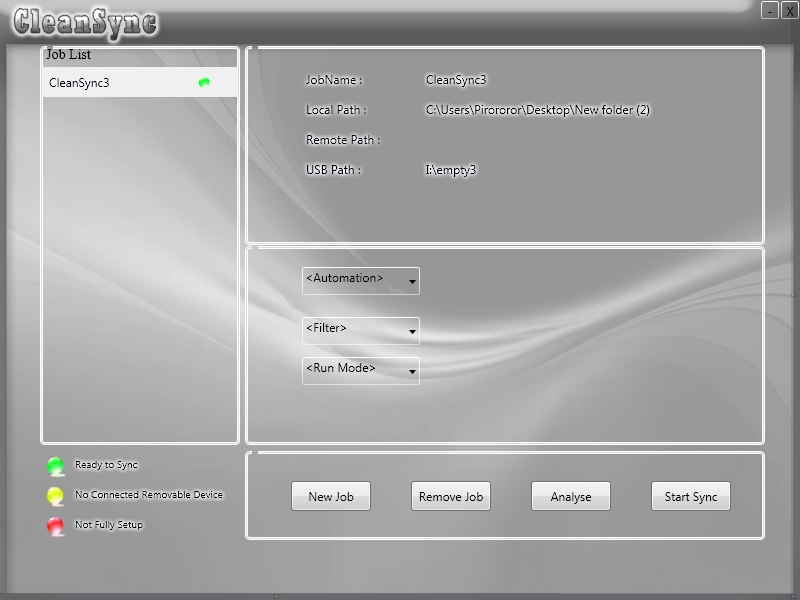 CleanSync
- X
Job List
CleanSync3
JobName : CleanSync3
Local Path : C:\Users\Pirororor\Desktop\New folder (2)
Remote Path :
USB Path : I:\empty3
<Automation>
<Filter>
<Run Mode>
Ready to Sync
No Connected Removable Device
Not Fully Setup
New Job Remove Job Analyse Start Sync